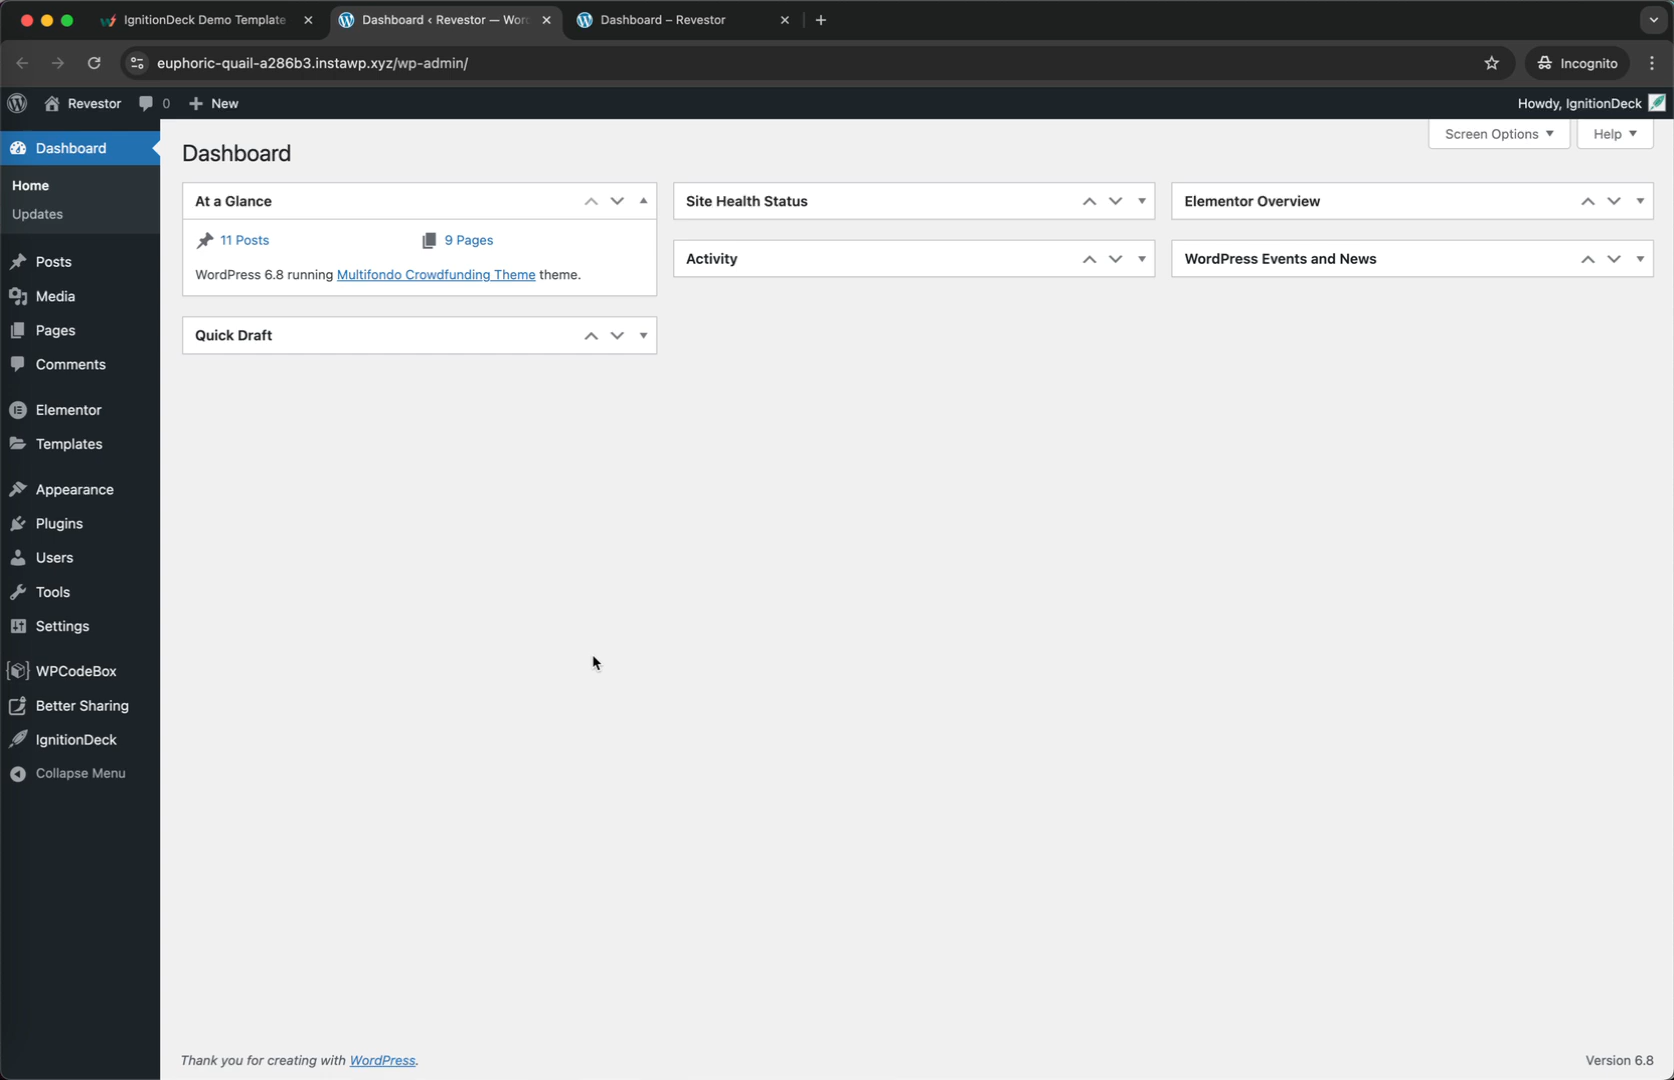 IgnitionDeck Demo Template
Dashboard ‹ Revestor — Wor
Dashboard – Revestor
euphoric-quail-a286b3.instawp.xyz/wp-admin/
Incognito
Revestor
0
New
Howdy, IgnitionDeck
Screen Options
Help
Dashboard
Home
Updates
Posts
Media
Pages
Comments
Elementor
Templates
Appearance
Plugins
Users
Tools
Settings
WPCodeBox
Better Sharing
IgnitionDeck
Collapse Menu
Dashboard
At a Glance
11 Posts
9 Pages
WordPress 6.8 running Multifondo Crowdfunding Theme theme.
Quick Draft
Site Health Status
Activity
Elementor Overview
WordPress Events and News
Thank you for creating with WordPress.
Version 6.8